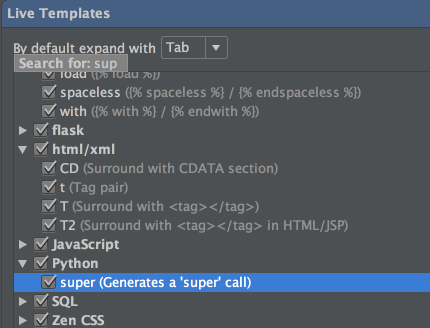 Live Templates
By default expand with Tab
Search for: sup
load ({% load %})
spaceless ({% spaceless %} / {% endspaceless %})
with ({% with %} / {% endwith %})
flask
html/xml
CD (Surround with CDATA section)
t (Tag pair)
T (Surround with <tag></tag>)
T2 (Surround with <tag></tag> in HTML/JSP)
JavaScript
Python
super (Generates a 'super' call)
SQL
Zen CSS